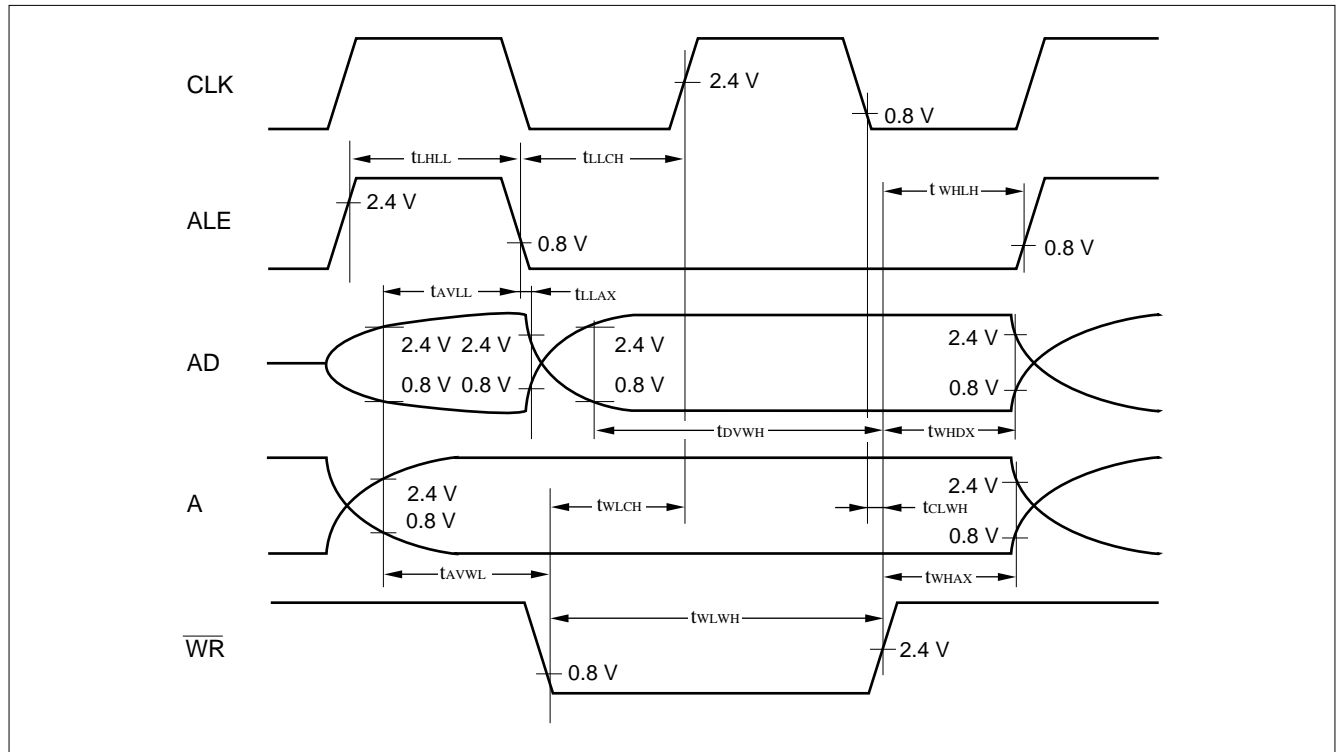 CLK
2.4 V
0.8 V
tLHLL
tLLCH
tWHLH
ALE
2.4 V
0.8 V
0.8 V
tAVLL
tLLAX
AD
2.4 V 2.4 V
2.4 V
2.4 V
0.8 V 0.8 V
0.8 V
0.8 V
tDVWH
tWHDX
A
2.4 V
2.4 V
tWLCH
tCLWH
0.8 V
0.8 V
tAVWL
tWHAX
WR
tWLWH
2.4 V
0.8 V